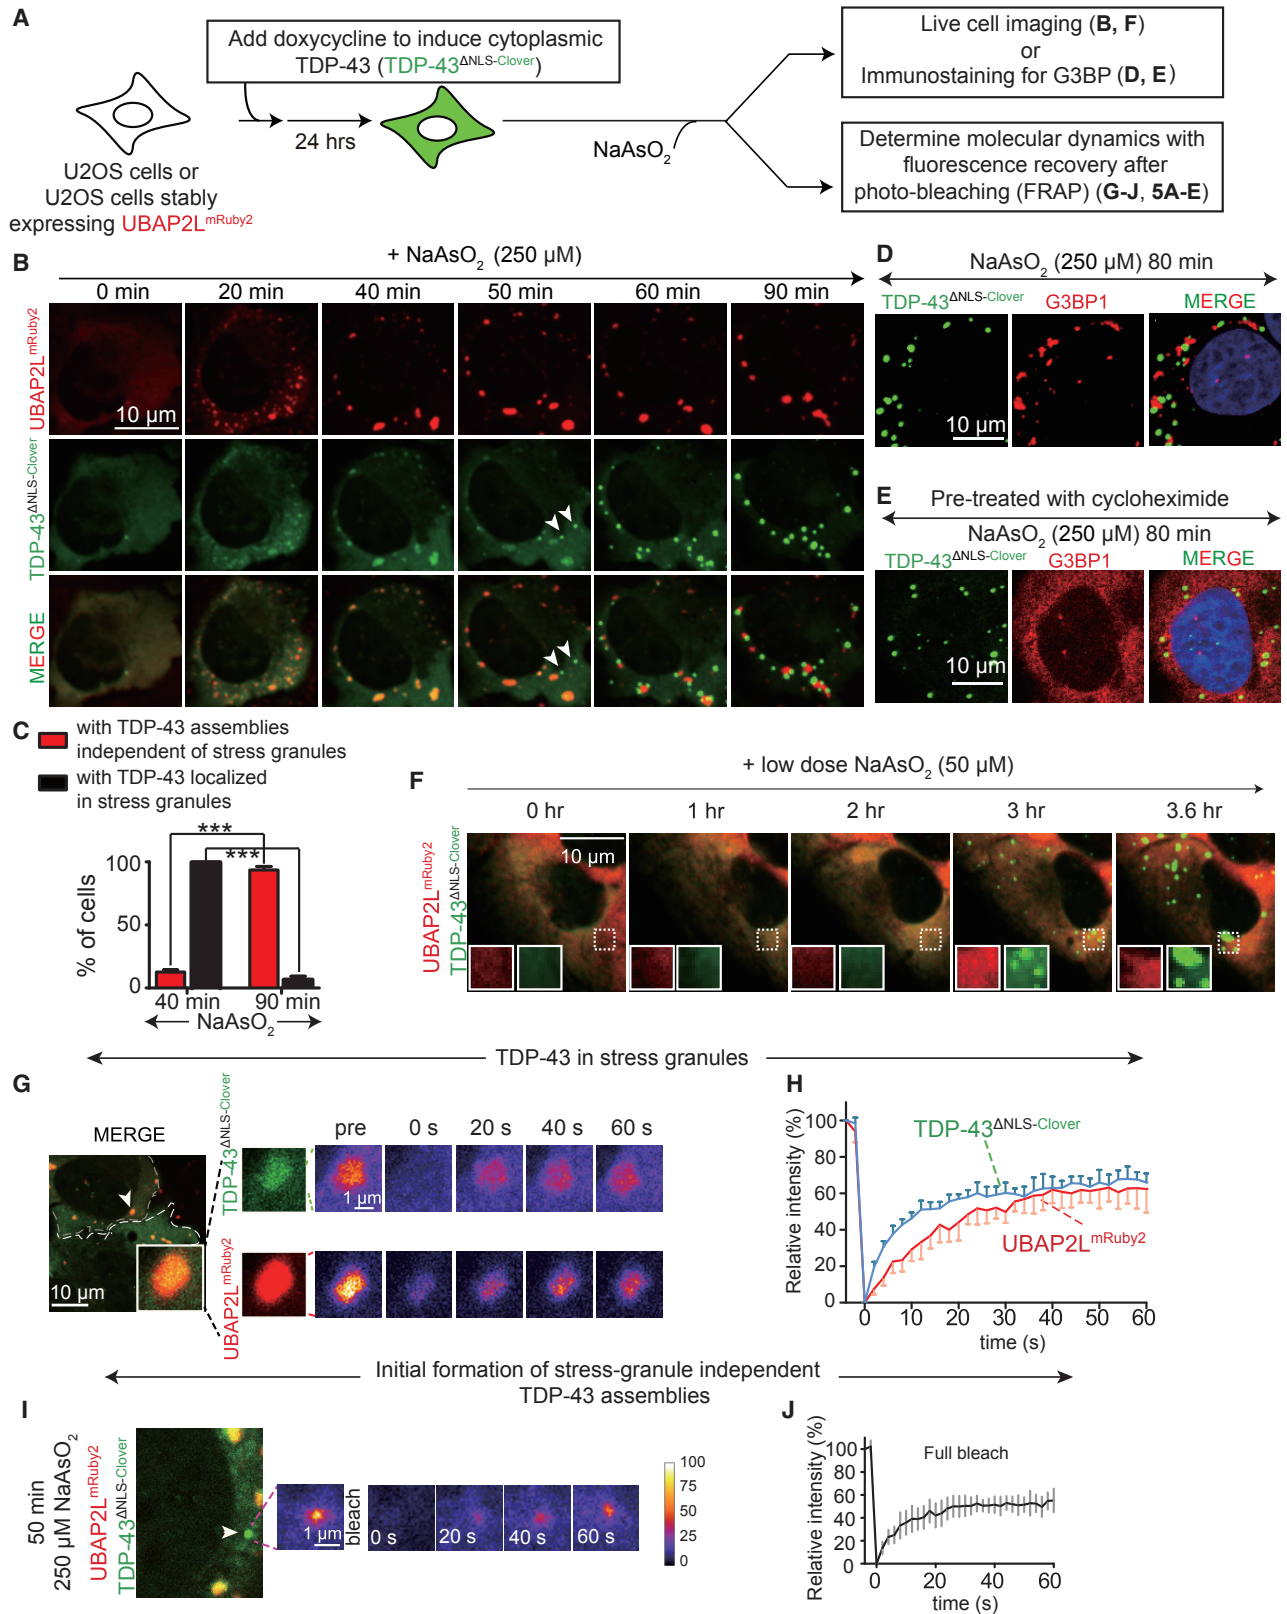 A
Add doxycycline to induce cytoplasmic
TDP-43 (TDP-43ΔNLS-Clover)
24 hrs
U2OS cells or
U2OS cells stably
expressing UBAP2LmRuby2
NaAsO2
Live cell imaging (B, F)
or
Immunostaining for G3BP (D, E)
Determine molecular dynamics with
fluorescence recovery after
photo-bleaching (FRAP) (G-J, 5A-E)
B
+ NaAsO2 (250 µM)
0 min 20 min 40 min 50 min 60 min 90 min
UBAP2LmRuby2
10 µm
TDP-43ΔNLS-Clover
MERGE
D
NaAsO2 (250 µM) 80 min
TDP-43ΔNLS-Clover G3BP1 MERGE
10 µm
E
Pre-treated with cycloheximide
NaAsO2 (250 µM) 80 min
TDP-43ΔNLS-Clover G3BP1 MERGE
10 µm
C
with TDP-43 assemblies
independent of stress granules
with TDP-43 localized
in stress granules
% of cells
100
50
0
***
***
40 min 90 min
NaAsO2
F
+ low dose NaAsO2 (50 µM)
0 hr 1 hr 2 hr 3 hr 3.6 hr
UBAP2LmRuby2
TDP-43ΔNLS-Clover
10 µm
TDP-43 in stress granules
G
MERGE
10 µm
TDP-43ΔNLS-Clover
UBAP2LmRuby2
pre 0 s 20 s 40 s 60 s
1 µm
H
Relative intensity (%)
100
80
60
40
20
0
TDP-43ΔNLS-Clover
UBAP2LmRuby2
0 10 20 30 40 50 60
time (s)
Initial formation of stress-granule independent
TDP-43 assemblies
I
50 min
250 µM NaAsO2
UBAP2LmRuby2
TDP-43ΔNLS-Clover
1 µm
bleach
0 s 20 s 40 s 60 s
100
75
50
25
0
J
Relative intensity (%)
Full bleach
100
80
60
40
20
0
0 20 40 60
time (s)